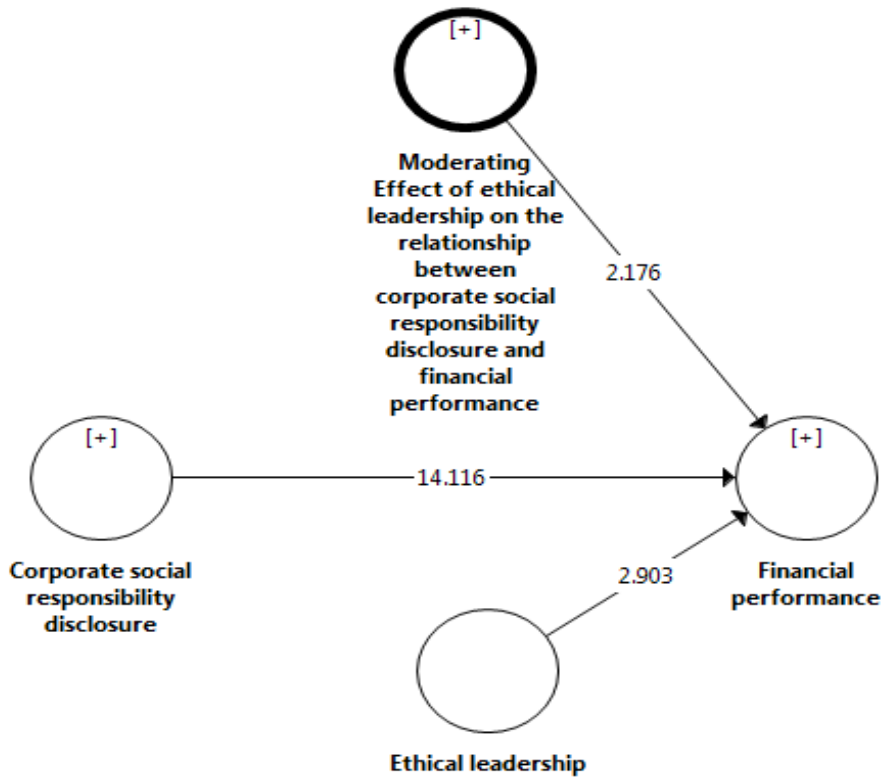 [+]
Moderating
Effect of ethical
leadership on the
relationship
between
corporate social
responsibility
disclosure and
financial
performance
2.176
[+]
Corporate social
responsibility
disclosure
14.116
[+]
Financial
performance
2.903
Ethical leadership